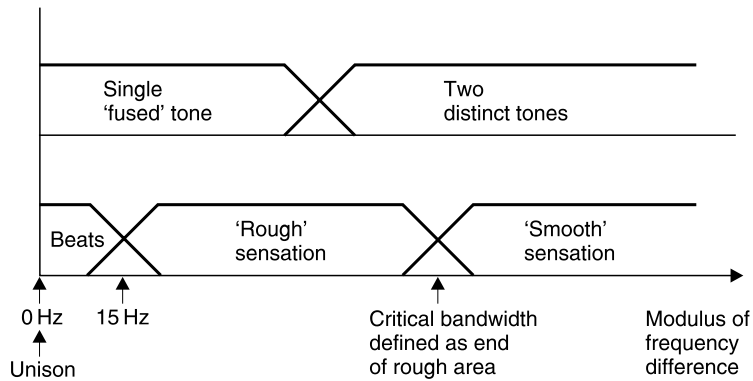 Single
‘fused’ tone
Two
distinct tones
Beats
‘Rough’
sensation
‘Smooth’
sensation
0 Hz
15 Hz
Unison
Critical bandwidth
defined as end
of rough area
Modulus of
frequency
difference